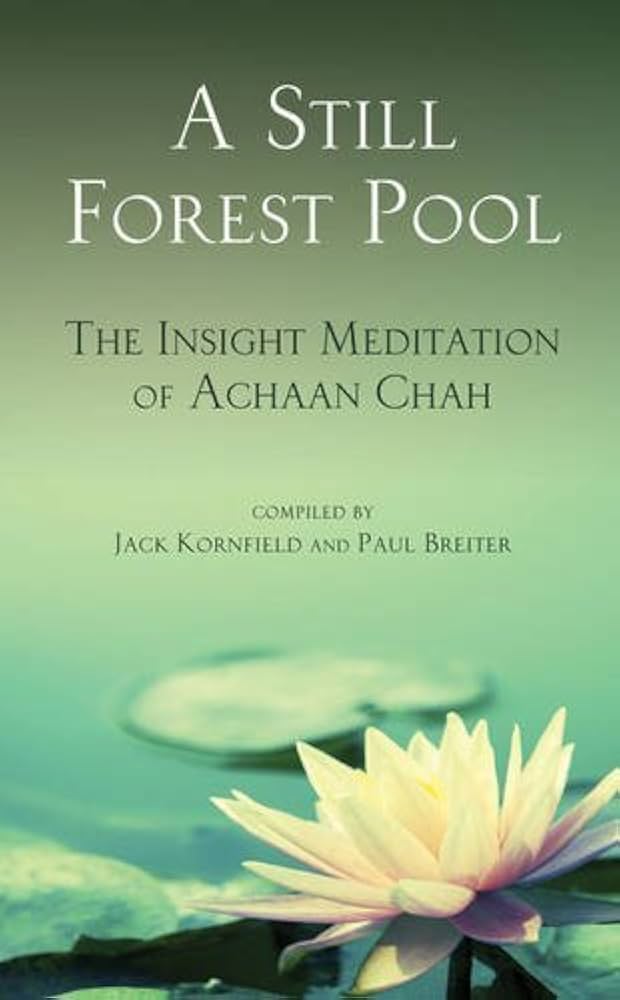 A Still
Forest Pool
The Insight Meditation
of Achaan Chah
compiled by
Jack Kornfield and Paul Breiter